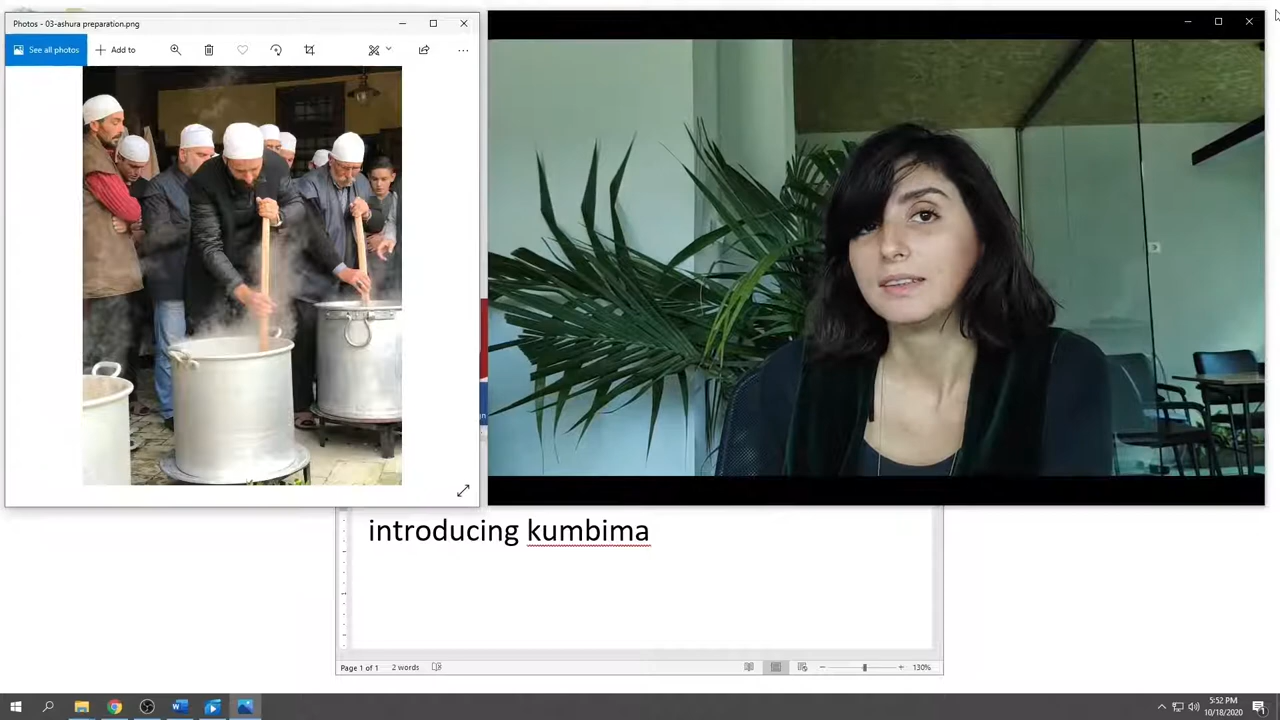 Photos - 03-ashura preparation.png
See all photos
Add to
introducing kumbima
Page 1 of 1
2 words
130%
5:52 PM
10/18/2020